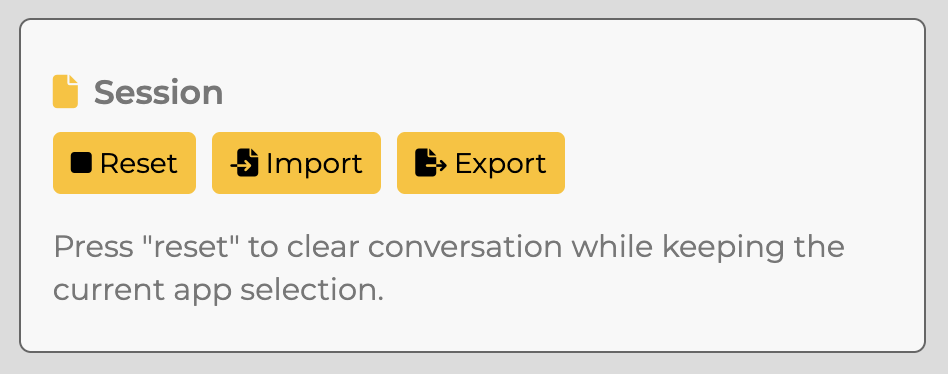 Session
Reset Import Export
Press "reset" to clear conversation while keeping the
current app selection.